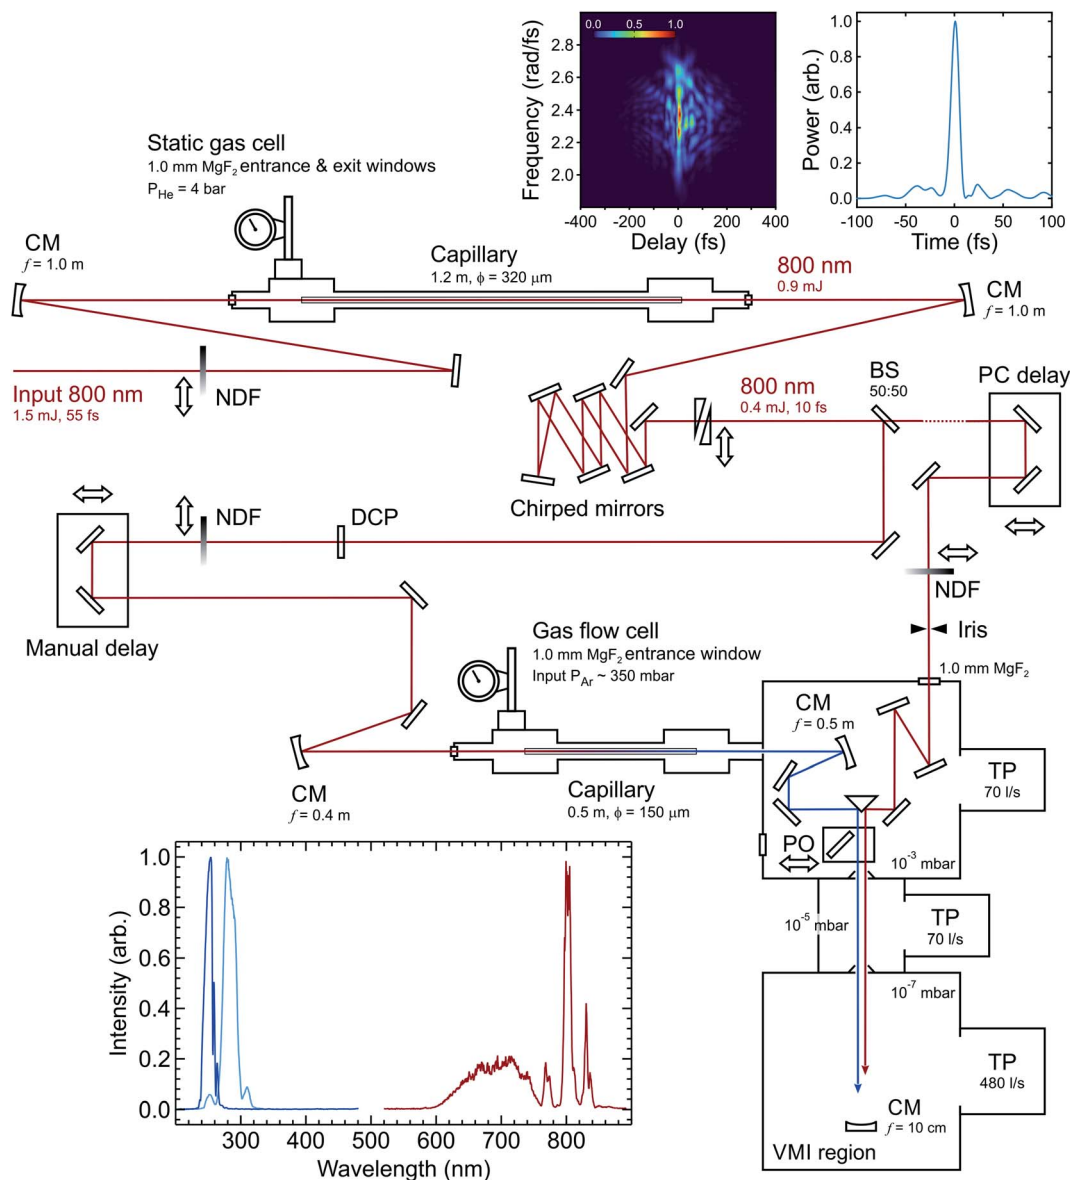 0.0 0.5 1.0
Frequency (rad/fs)
2.8
2.6
2.4
2.2
2.0
-400 -200 0 200 400
Delay (fs)
Power (arb.)
1.0
0.8
0.6
0.4
0.2
0.0
-100 -50 0 50 100
Time (fs)
Static gas cell
1.0 mm MgF2 entrance & exit windows
PHe = 4 bar
CM
f = 1.0 m
Capillary
1.2 m, ϕ = 320 μm
800 nm
0.9 mJ
CM
f = 1.0 m
Input 800 nm
1.5 mJ, 55 fs
NDF
800 nm
0.4 mJ, 10 fs
BS
50:50
PC delay
Chirped mirrors
NDF
DCP
Manual delay
NDF
Iris
1.0 mm MgF2
Gas flow cell
1.0 mm MgF2 entrance window
Input PAr ~ 350 mbar
CM
f = 0.4 m
Capillary
0.5 m, ϕ = 150 μm
CM
f = 0.5 m
TP
70 l/s
PO
10-3 mbar
10-5 mbar
TP
70 l/s
10-7 mbar
TP
480 l/s
CM
f = 10 cm
VMI region
Intensity (arb.)
1.0
0.8
0.6
0.4
0.2
0.0
300 400 500 600 700 800
Wavelength (nm)